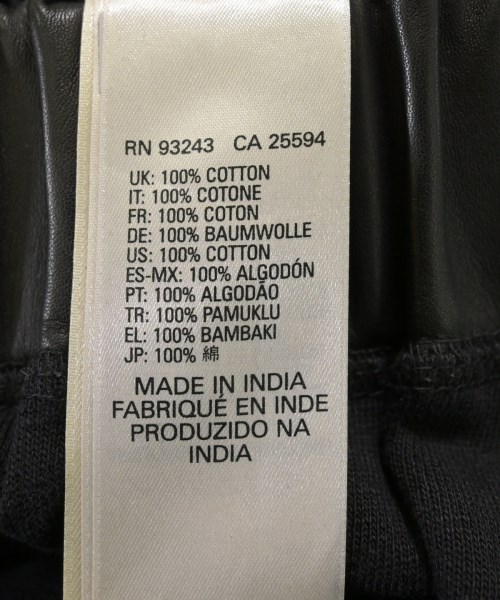 RN 93243 CA 25594
UK: 100% COTTON
IT: 100% COTONE
FR: 100% COTON
DE: 100% BAUMWOLLE
US: 100% COTTON
ES-MX: 100% ALGODÓN
PT: 100% ALGODÃO
TR: 100% PAMUKLU
EL: 100% BAMBAKI
JP: 100% 綿
MADE IN INDIA
FABRIQUÉ EN INDE
PRODUZIDO NA
INDIA